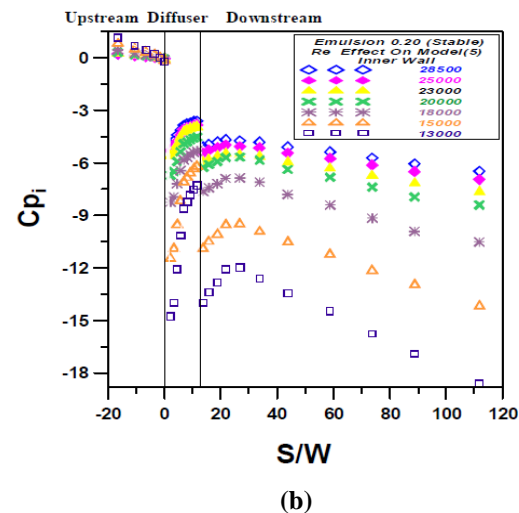 Upstream Diffuser Downstream
Emulsion 0.20 (Stable)
Re Effect On Model(5)
Inner Wall
28500
25000
23000
20000
18000
15000
13000
0
-3
-6
-9
-12
-15
-18
Cpi
-20 0 20 40 60 80 100 120
S/W
(b)